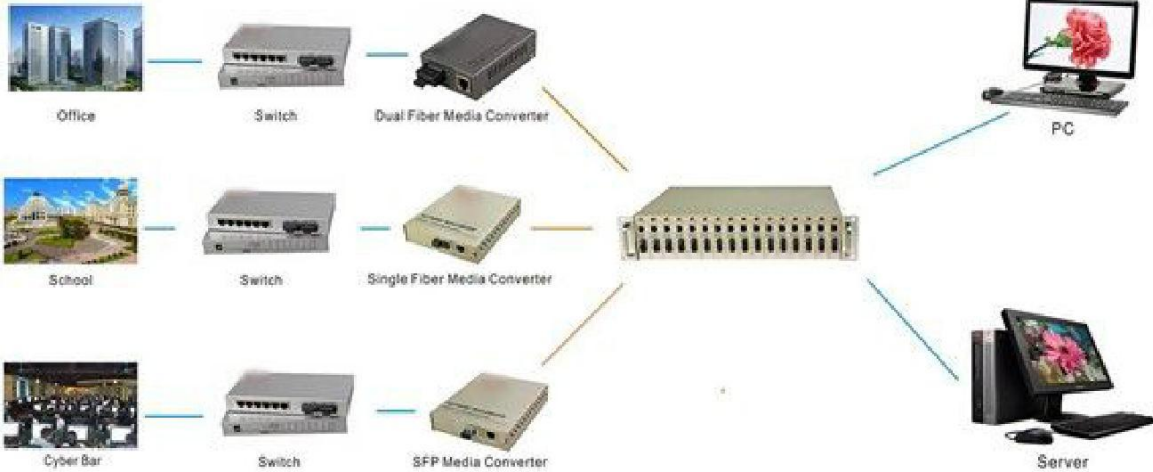 Office
Switch
Dual Fiber Media Converter
PC
School
Switch
Single Fiber Media Converter
Cyber Bar
Switch
SFP Media Converter
Server